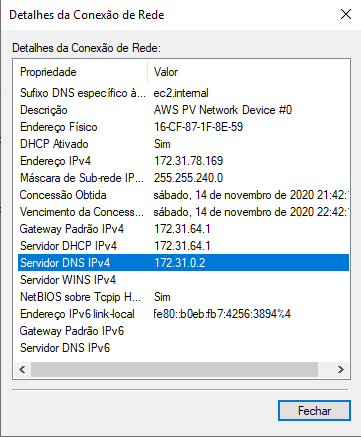 Detalhes da Conexão de Rede
Detalhes da Conexão de Rede:
Propriedade Valor
Sufixo DNS específico à... ec2.internal
Descrição AWS PV Network Device #0
Endereço Físico 16-CF-87-1F-8E-59
DHCP Ativado Sim
Endereço IPv4 172.31.78.169
Máscara de Sub-rede IP... 255.255.240.0
Concessão Obtida sábado, 14 de novembro de 2020 21:42:
Vencimento da Concess... sábado, 14 de novembro de 2020 22:42:
Gateway Padrão IPv4 172.31.64.1
Servidor DHCP IPv4 172.31.64.1
Servidor DNS IPv4 172.31.0.2
Servidor WINS IPv4
NetBIOS sobre Tcpip H... Sim
Endereço IPv6 link-local fe80::b0eb:fb7:4256:3894%4
Gateway Padrão IPv6
Servidor DNS IPv6
Fechar